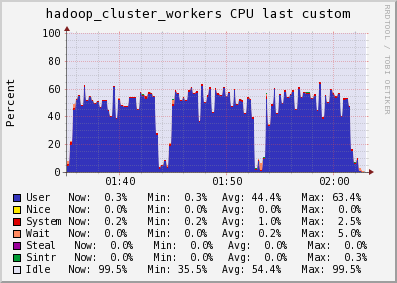 hadoop_cluster_workers CPU last custom
RRDTOOL / TOBI OETIKER
Percent
100
80
60
40
20
0
01:40 01:50 02:00
User Now: 0.3% Min: 0.3% Avg: 44.4% Max: 63.4%
Nice Now: 0.0% Min: 0.0% Avg: 0.0% Max: 0.0%
System Now: 0.2% Min: 0.2% Avg: 1.0% Max: 2.5%
Wait Now: 0.0% Min: 0.0% Avg: 0.2% Max: 5.0%
Steal Now: 0.0% Min: 0.0% Avg: 0.0% Max: 0.0%
Sintr Now: 0.0% Min: 0.0% Avg: 0.0% Max: 0.3%
Idle Now: 99.5% Min: 35.5% Avg: 54.4% Max: 99.5%